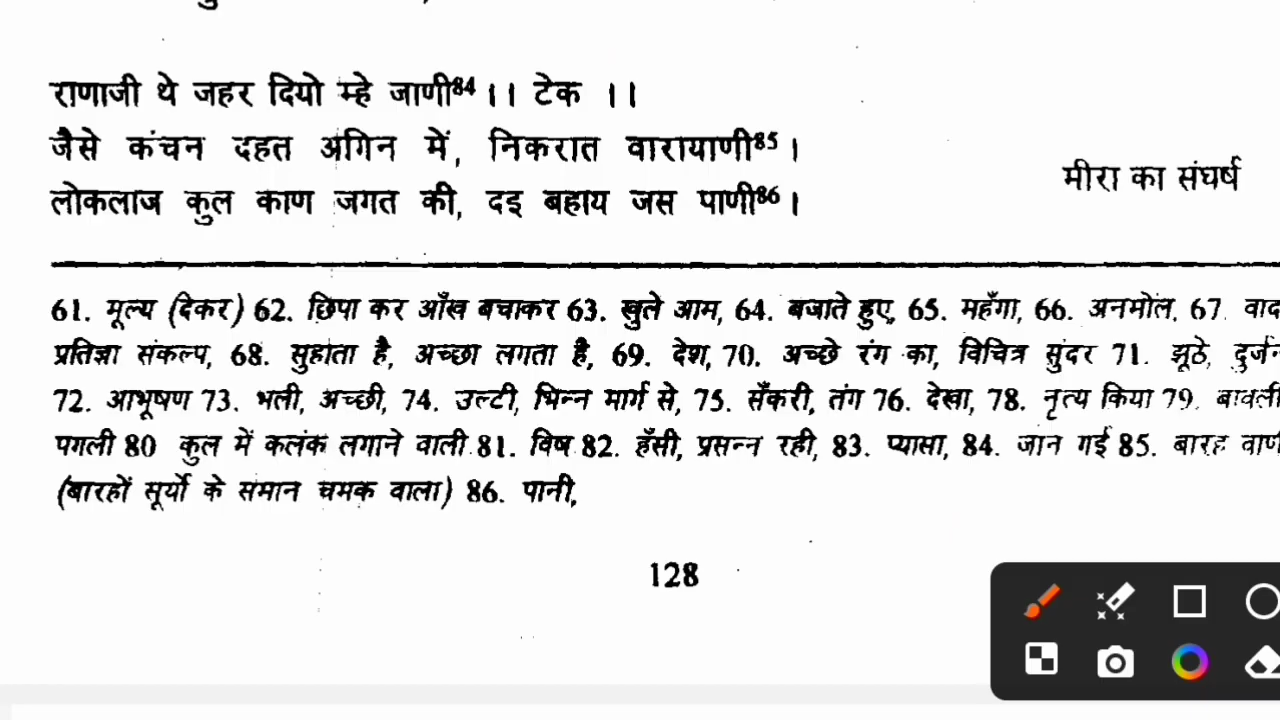 राणाजी थे जहर दियो म्हे जाणी⁸⁴।। टेक ।।
जैसे कंचन दहत अगिन में, निकरात वारायाणी⁸⁵।
लोकलाज कुल काण जगत की, दइ बहाय जस पाणी⁸⁶।
मीरा का संघर्ष
61. मूल्य (देकर) 62. छिपा कर आँख बचाकर 63. खुले आम, 64. बजाते हुए, 65. महँगा, 66. अनमोल, 67. वाद
प्रतिज्ञा संकल्प, 68. सुहाता है, अच्छा लगता है, 69. देश, 70. अच्छे रंग का, विचित्र सुंदर 71. झूठे, दुर्जन
72. आभूषण 73. भली, अच्छी, 74. उल्टी, भिन्न मार्ग से, 75. सँकरी, तंग 76. देखा, 78. नृत्य किया 79. बावली
पगली 80 कुल में कलंक लगाने वाली 81. विष 82. हँसी, प्रसन्न रही, 83. प्यासा, 84. जान गई 85. बारह
(बारहों सूर्यो के समान चमक वाला) 86. पानी,
128